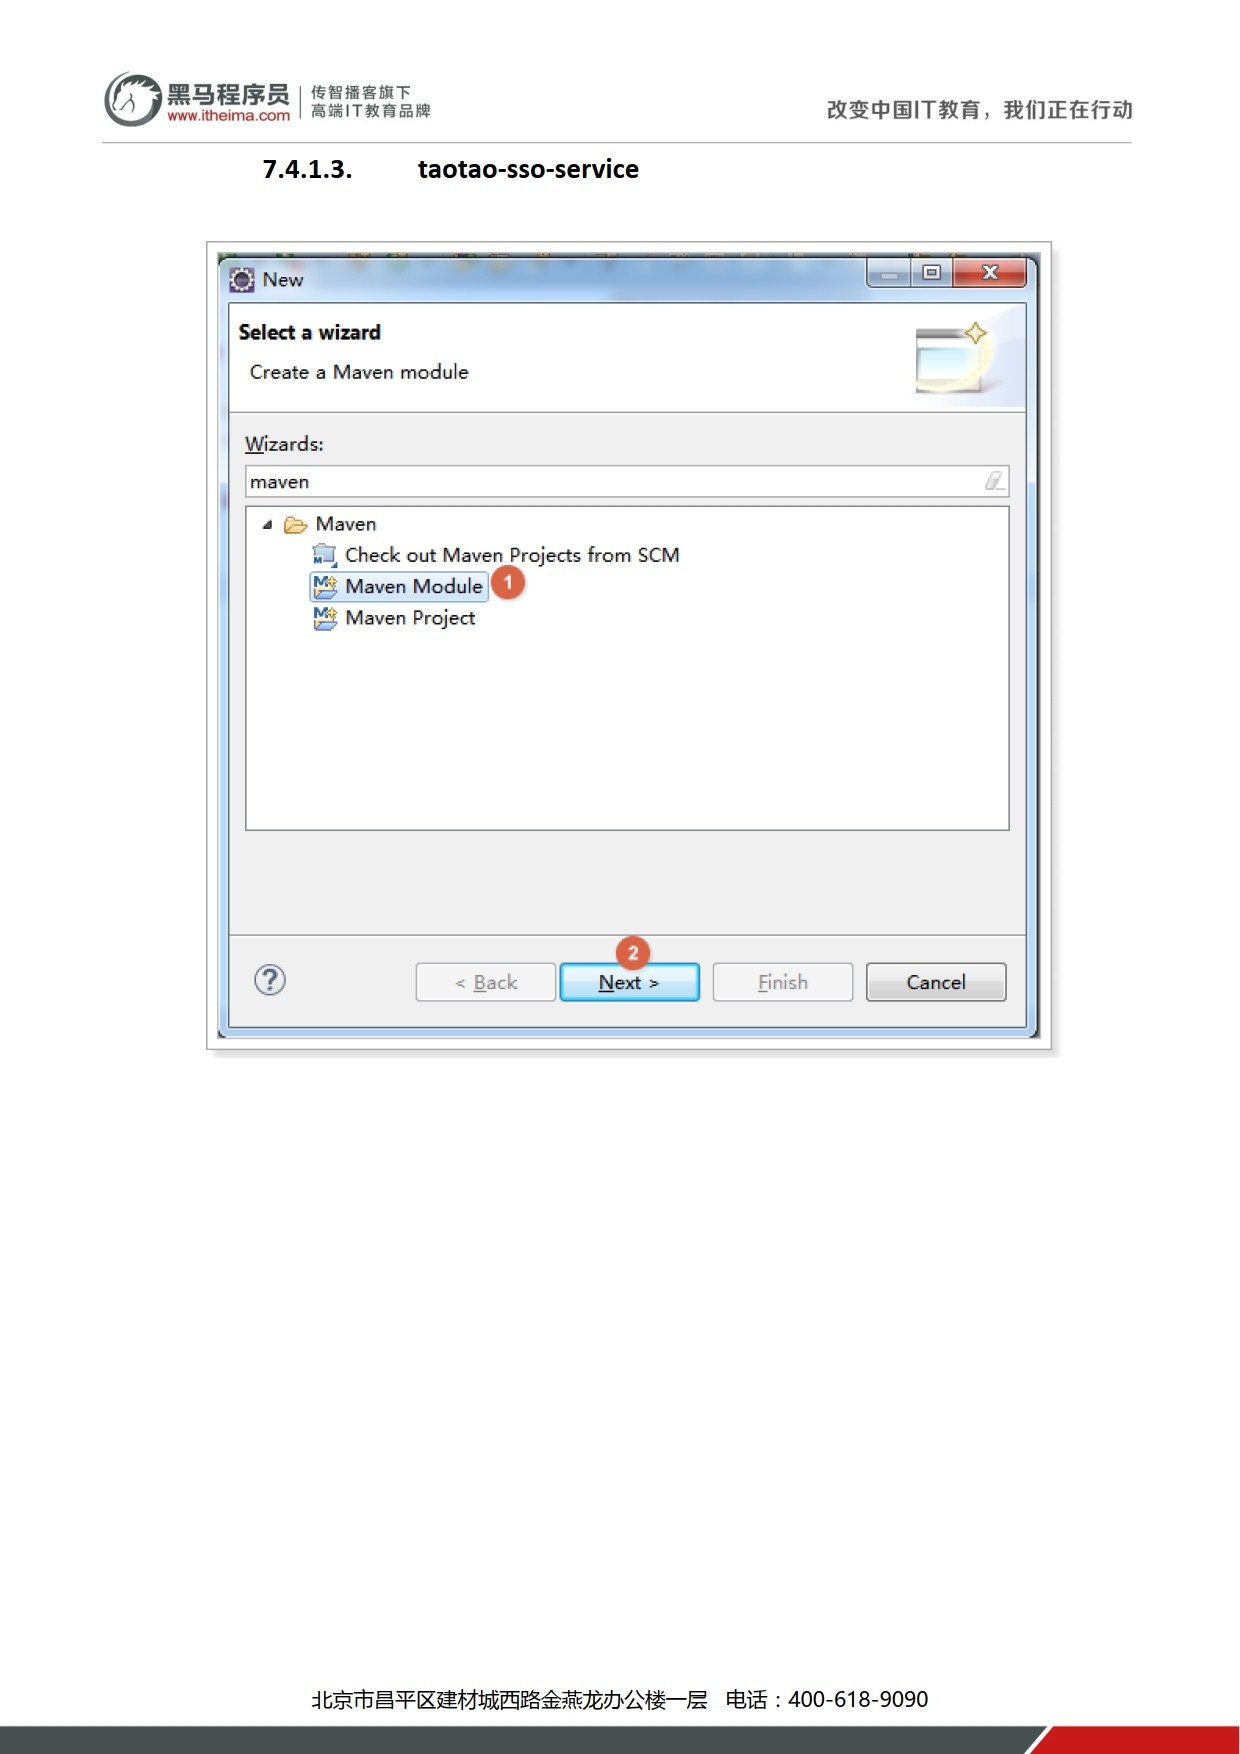 黑马程序员
www.itheima.com
传智播客旗下
高端IT教育品牌
改变中国IT教育，我们正在行动
7.4.1.3. taotao-sso-service
New
Select a wizard
Create a Maven module
Wizards:
maven
Maven
Check out Maven Projects from SCM
Maven Module 1
Maven Project
2
< Back Next > Finish Cancel
北京市昌平区建材城西路金燕龙办公楼一层 电话：400-618-9090